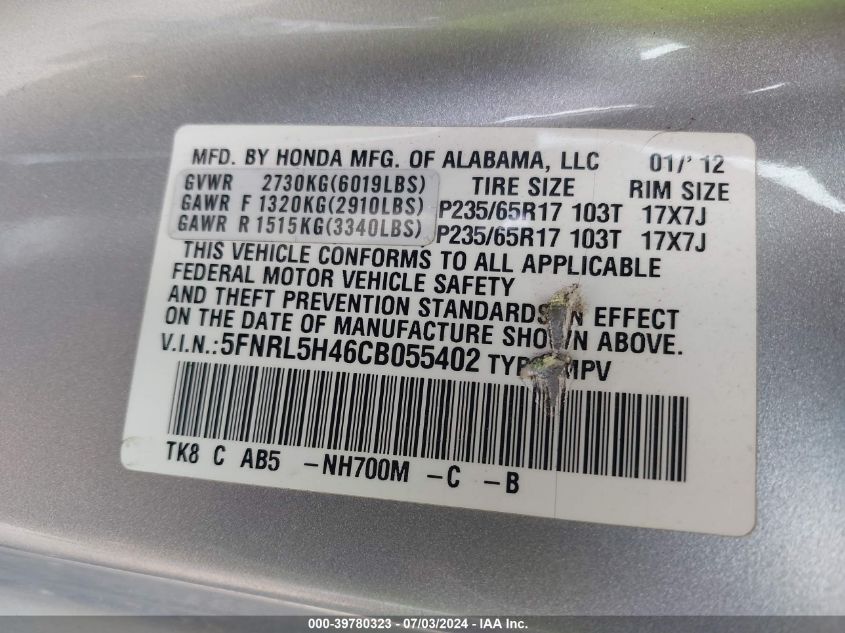 MFD. BY HONDA MFG. OF ALABAMA, LLC 01/'12
GVWR 2730KG(6019LBS) TIRE SIZE RIM SIZE
GAWR F 1320KG(2910LBS) P235/65R17 103T 17X7J
GAWR R 1515KG(3340LBS) P235/65R17 103T 17X7J
THIS VEHICLE CONFORMS TO ALL APPLICABLE
FEDERAL MOTOR VEHICLE SAFETY
AND THEFT PREVENTION STANDARDS IN EFFECT
ON THE DATE OF MANUFACTURE SHOWN ABOVE.
V.I.N.:5FNRL5H46CB055402 TYPE: MPV
TK8 C AB5 -NH700M -C -B
000-39780323 - 07/03/2024 - IAA Inc.